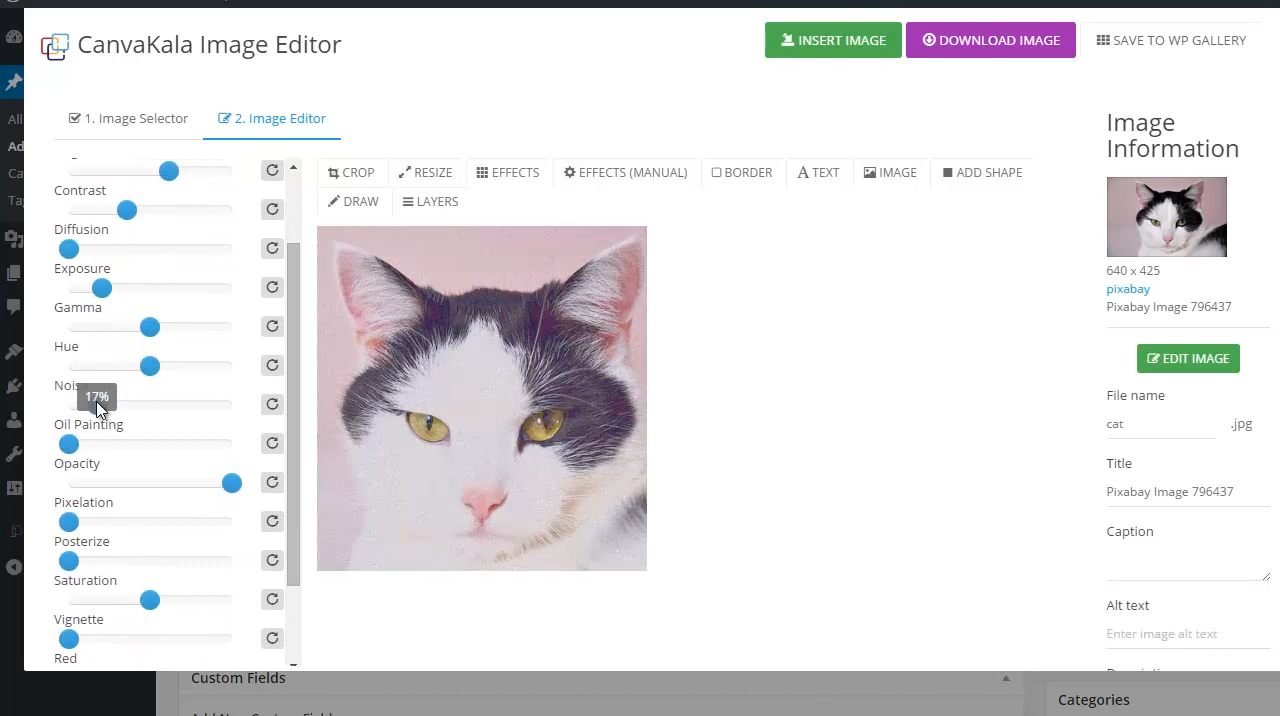 CanvaKala Image Editor
INSERT IMAGE
DOWNLOAD IMAGE
SAVE TO WP GALLERY
1. Image Selector
2. Image Editor
Contrast
Diffusion
Exposure
Gamma
Hue
17%
Oil Painting
Opacity
Pixelation
Posterize
Saturation
Vignette
Red
CROP
RESIZE
EFFECTS
EFFECTS (MANUAL)
BORDER
TEXT
IMAGE
ADD SHAPE
DRAW
LAYERS
Image
Information
640 x 425
pixabay
Pixabay Image 796437
EDIT IMAGE
File name
cat .jpg
Title
Pixabay Image 796437
Caption
Alt text
Enter image alt text
All
Custom Fields
Categories